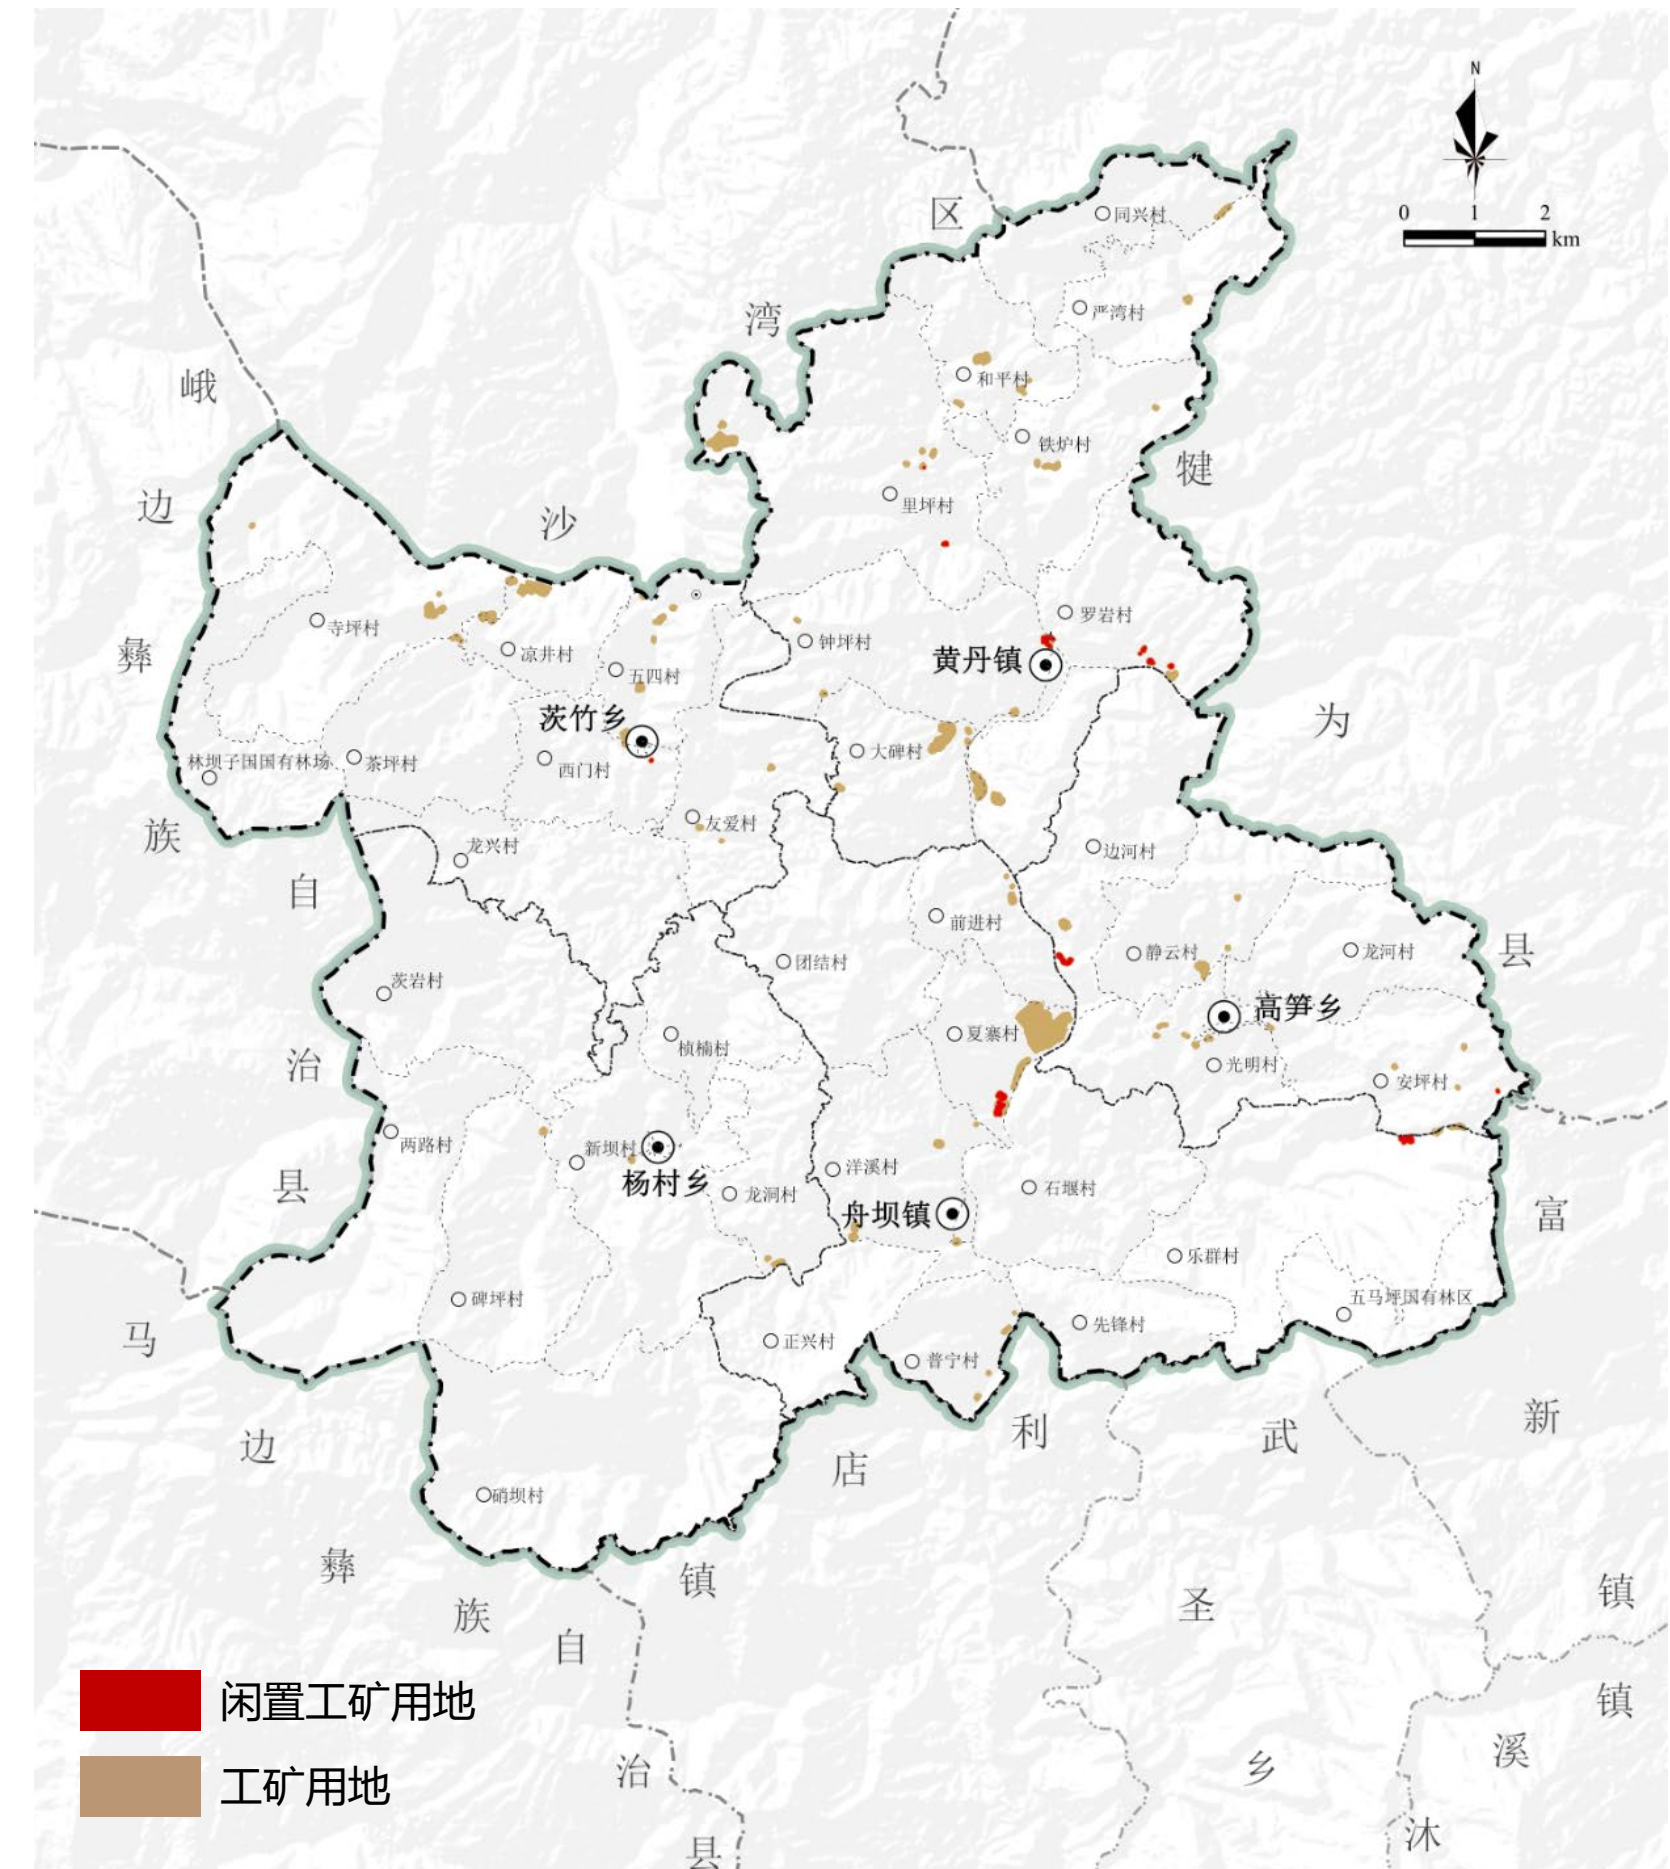 N
0 1 2
km
区
同兴村
湾
严湾村
峨
和平村
铁炉村
犍
边
沙
里坪村
彝
寺坪村
凉井村
五四村
钟坪村
罗岩村
黄丹镇
茨竹乡
为
林坝子国国有林场
茶坪村
西门村
大碑村
族
友爱村
龙兴村
边河村
自
前进村
静云村
龙河村
县
团结村
茨岩村
高笋乡
桢楠村
夏寨村
光明村
治
安坪村
两路村
新坝村
杨村乡
龙洞村
洋溪村
石堰村
县
舟坝镇
富
乐群村
碑坪村
五马坪国有林区
马
正兴村
先锋村
普宁村
边
店
利
武
新
硝坝村
彝
镇
族
自
圣
镇
闲置工矿用地
镇
溪
治
乡
工矿用地
沐
县